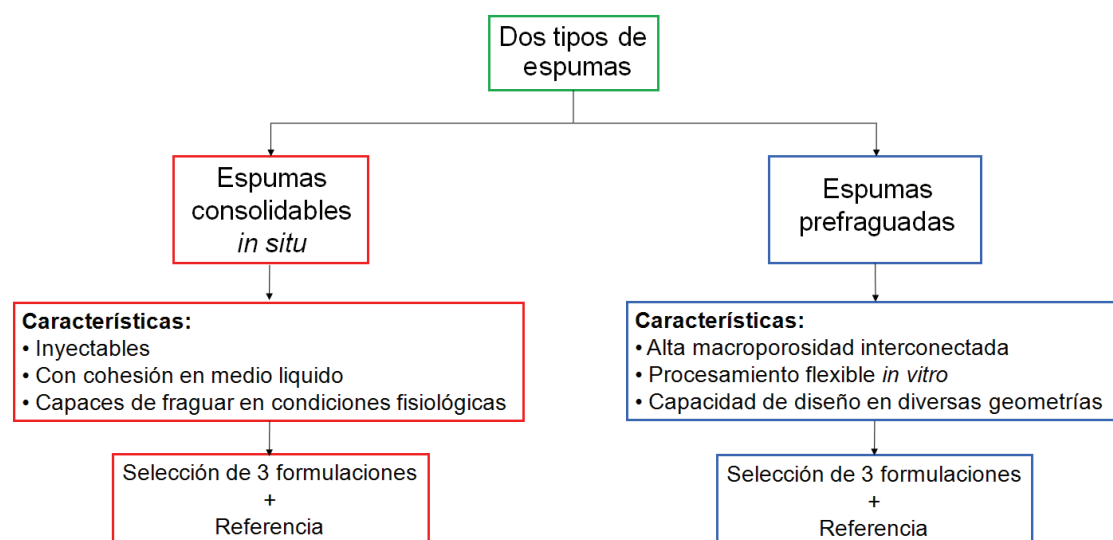 Dos tipos de
espumas
Espumas
consolidables
in situ
Espumas
prefraguadas
Características:
• Inyectables
• Con cohesión en medio liquido
• Capaces de fraguar en condiciones fisiológicas
Características:
• Alta macroporosidad interconectada
• Procesamiento flexible in vitro
• Capacidad de diseño en diversas geometrías
Selección de 3 formulaciones
+
Referencia
Selección de 3 formulaciones
+
Referencia